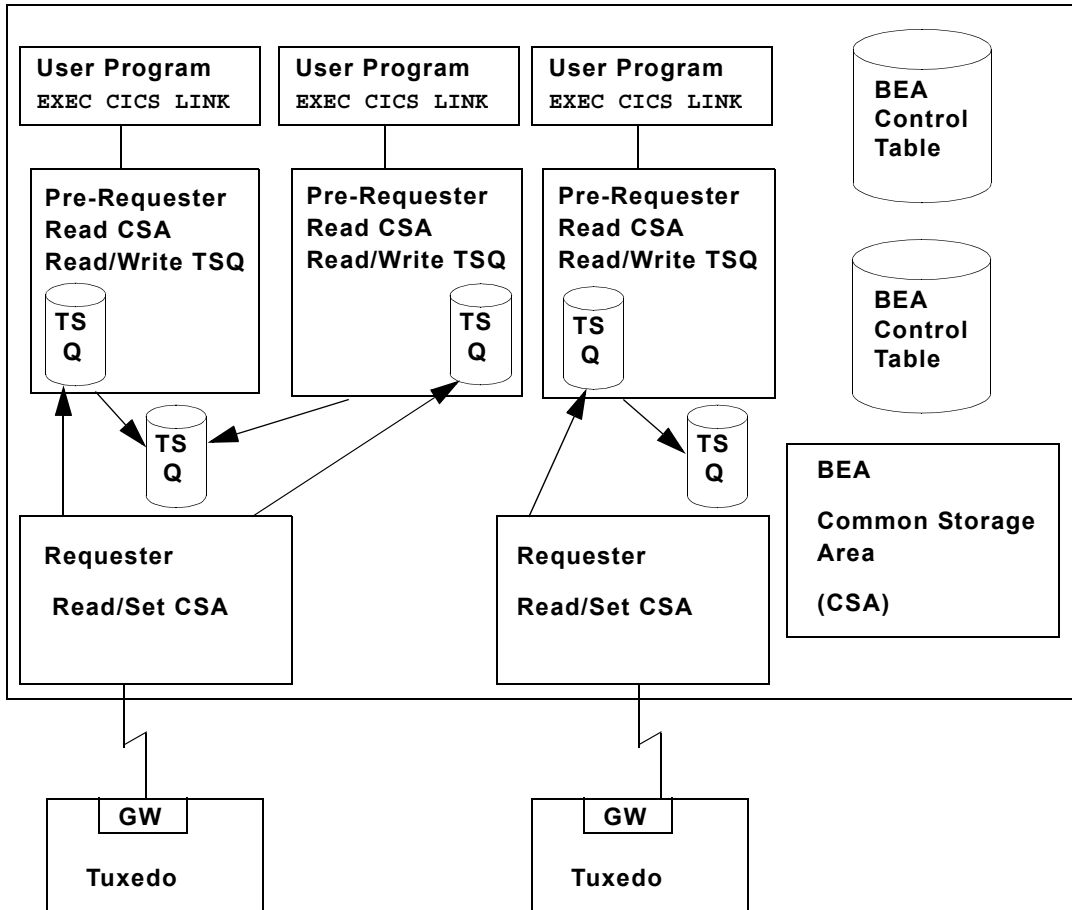 User Program
EXEC CICS LINK
User Program
EXEC CICS LINK
User Program
EXEC CICS LINK
BEA
Control
Table
Pre-Requester
Read CSA
Read/Write TSQ
TS
Q
Pre-Requester
Read CSA
Read/Write TSQ
TS
Q
Pre-Requester
Read CSA
Read/Write TSQ
TS
Q
BEA
Control
Table
TS
Q
TS
Q
BEA
Common Storage
Area
(CSA)
Requester
Read/Set CSA
Requester
Read/Set CSA
GW
Tuxedo
GW
Tuxedo